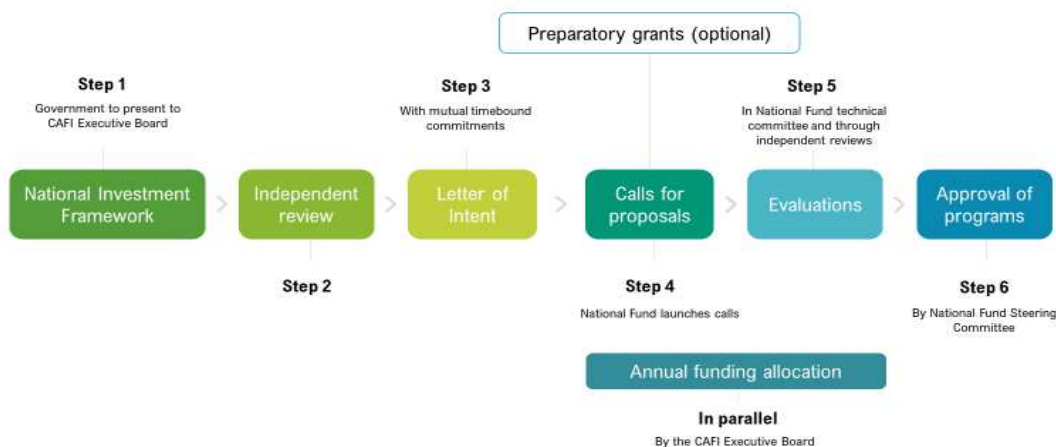 Preparatory grants (optional)
Step 1
Government to present to
CAFI Executive Board
Step 3
With mutual timebound
commitments
Step 5
In National Fund technical
committee and through
independent reviews
National Investment
Framework
Independent
review
Letter of
Intent
Calls for
proposals
Evaluations
Approval of
programs
Step 2
Step 4
National Fund launches calls
Step 6
By National Fund Steering
Committee
Annual funding allocation
In parallel
By the CAFI Executive Board